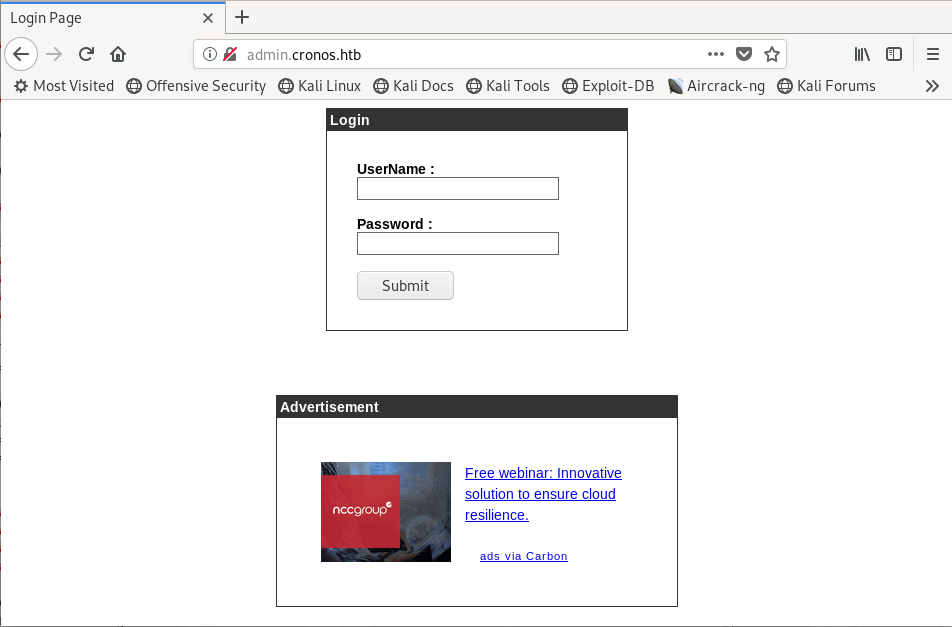 Login Page
admin.cronos.htb
Most Visited Offensive Security Kali Linux Kali Docs Kali Tools Exploit-DB Aircrack-ng Kali Forums
Login
UserName :
Password :
Submit
Advertisement
nccgroup
Free webinar: Innovative
solution to ensure cloud
resilience.
ads via Carbon